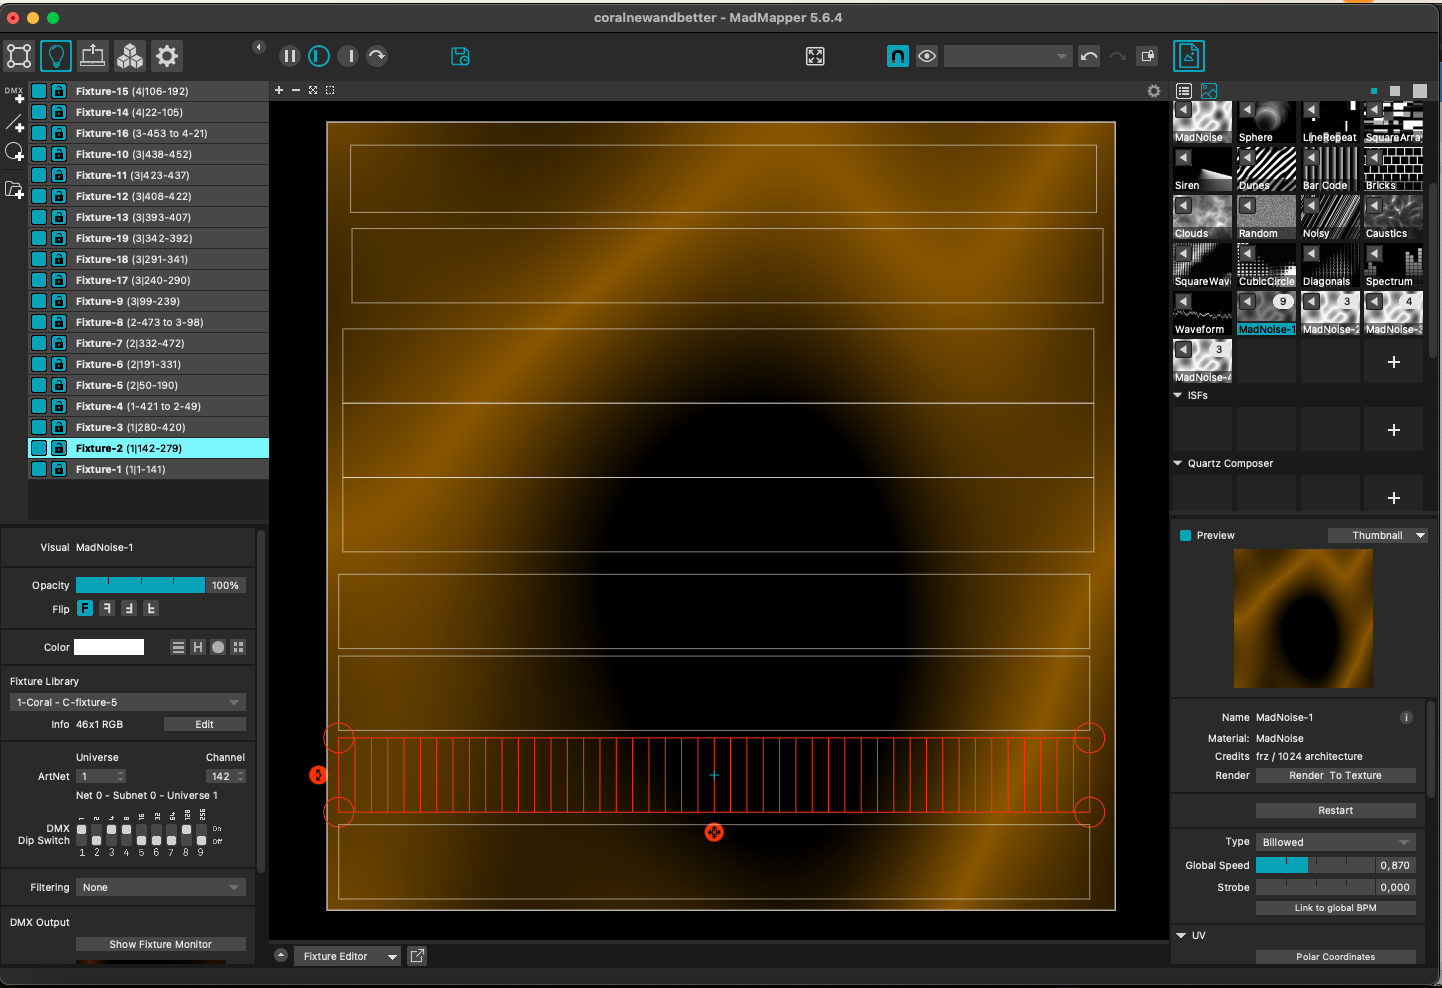 coralnewandbetter - MadMapper 5.6.4
DMX
Fixture-15 (4|106-192)
Fixture-14 (4|22-105)
Fixture-16 (3-453 to 4-21)
Fixture-10 (3|438-452)
Fixture-11 (3|423-437)
Fixture-12 (3|408-422)
Fixture-13 (3|393-407)
Fixture-19 (3|342-392)
Fixture-18 (3|291-341)
Fixture-17 (3|240-290)
Fixture-9 (3|99-239)
Fixture-8 (2-473 to 3-98)
Fixture-7 (2|332-472)
Fixture-6 (2|191-331)
Fixture-5 (2|50-190)
Fixture-4 (1-421 to 2-49)
Fixture-3 (1|280-420)
Fixture-2 (1|142-279)
Fixture-1 (1|1-141)
Visual MadNoise-1
Opacity 100%
Flip F F F F
Color H
Fixture Library
1-Coral - C-fixture-5
Info 46x1 RGB Edit
Universe Channel
ArtNet 1 142
Net 0 - Subnet 0 - Universe 1
1 2 4 8 16 32 64 128 256
DMX On
Dip Switch Off
1 2 3 4 5 6 7 8 9
Filtering None
DMX Output
Show Fixture Monitor
Fixture Editor
MadNoise Sphere LineRepeat SquareArra
Siren Dunes Bar Code Bricks
Clouds Random Noisy Caustics
SquareWav CubicCircle Diagonals Spectrum
9 3 4
Waveform MadNoise-1 MadNoise-2 MadNoise-3
3
MadNoise-4
ISFs
Quartz Composer
Preview Thumbnail
Name MadNoise-1 i
Material: MadNoise
Credits frz / 1024 architecture
Render Render To Texture
Restart
Type Billowed
Global Speed 0,870
Strobe 0,000
Link to global BPM
UV
Polar Coordinates